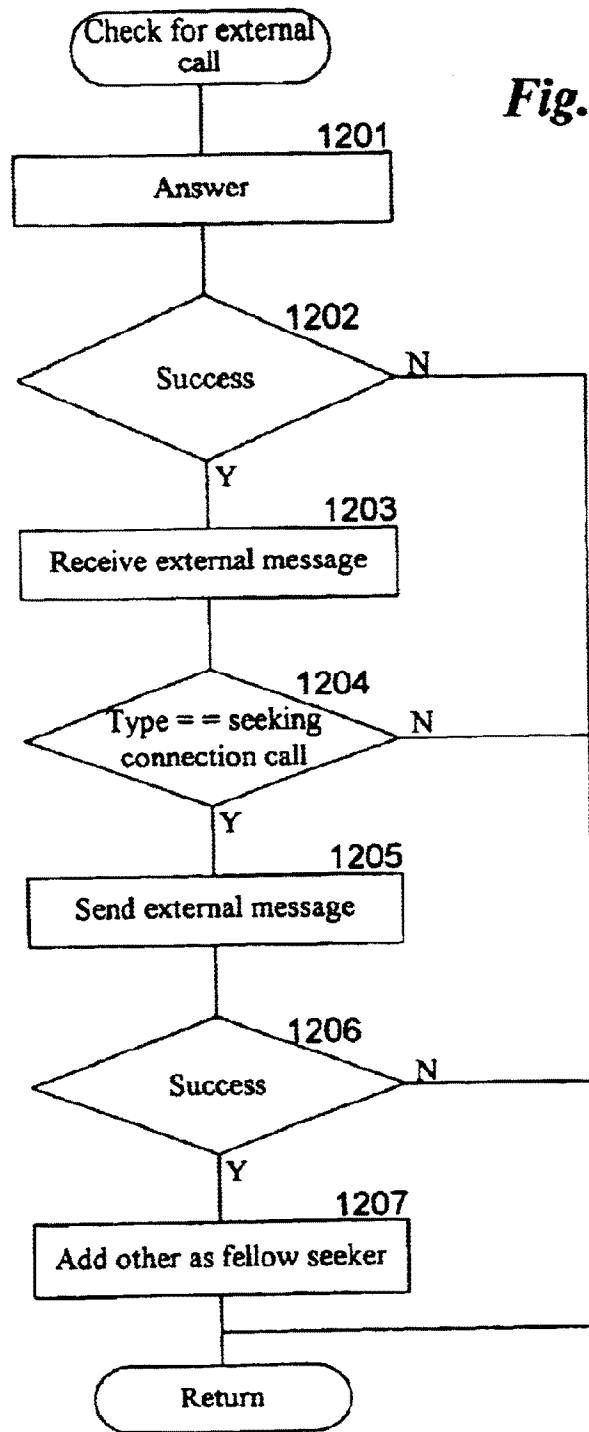 Check for external
call
Fig.
1201
Answer
1202
Success
N
Y
1203
Receive external message
1204
Type = = seeking
connection call
N
Y
1205
Send external message
1206
Success
N
Y
1207
Add other as fellow seeker
Return